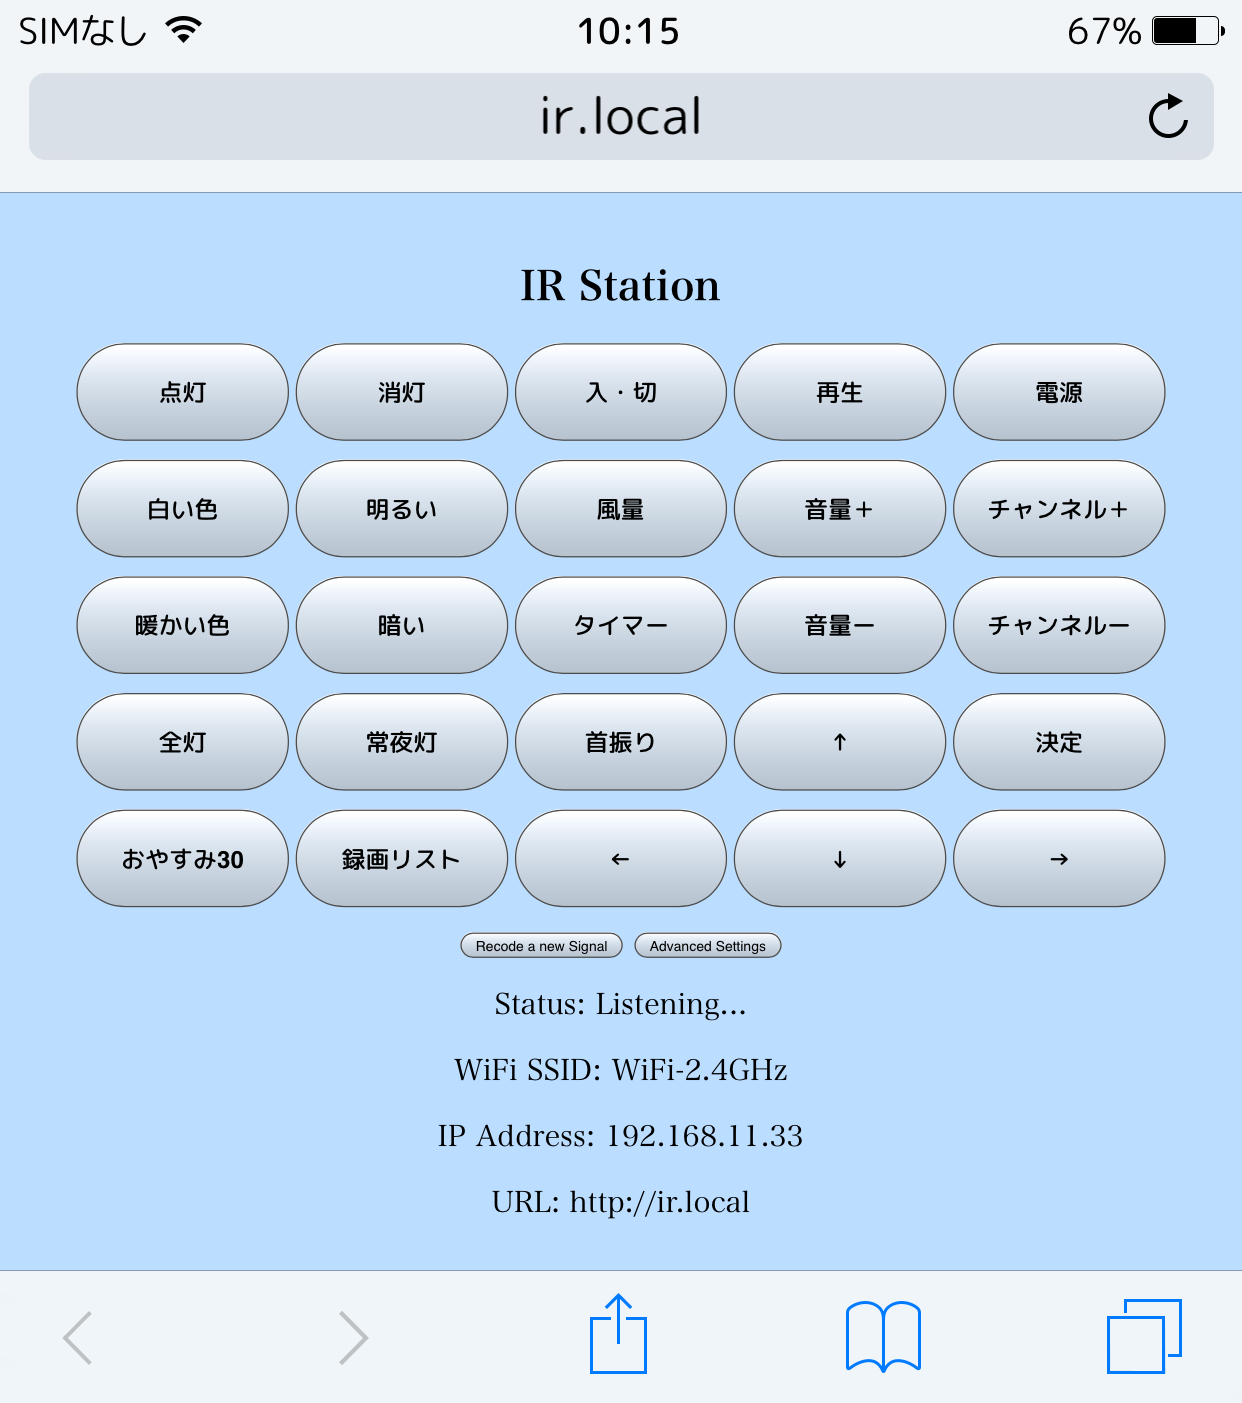 SIMなし 10:15 67%
ir.local
IR Station
点灯 消灯 入・切 再生 電源
白い色 明るい 風量 音量＋ チャンネル＋
暖かい色 暗い タイマー 音量ー チャンネルー
全灯 常夜灯 首振り ↑ 決定
おやすみ30 録画リスト ← ↓ →
Recode a new Signal Advanced Settings
Status: Listening...
WiFi SSID: WiFi-2.4GHz
IP Address: 192.168.11.33
URL: http://ir.local